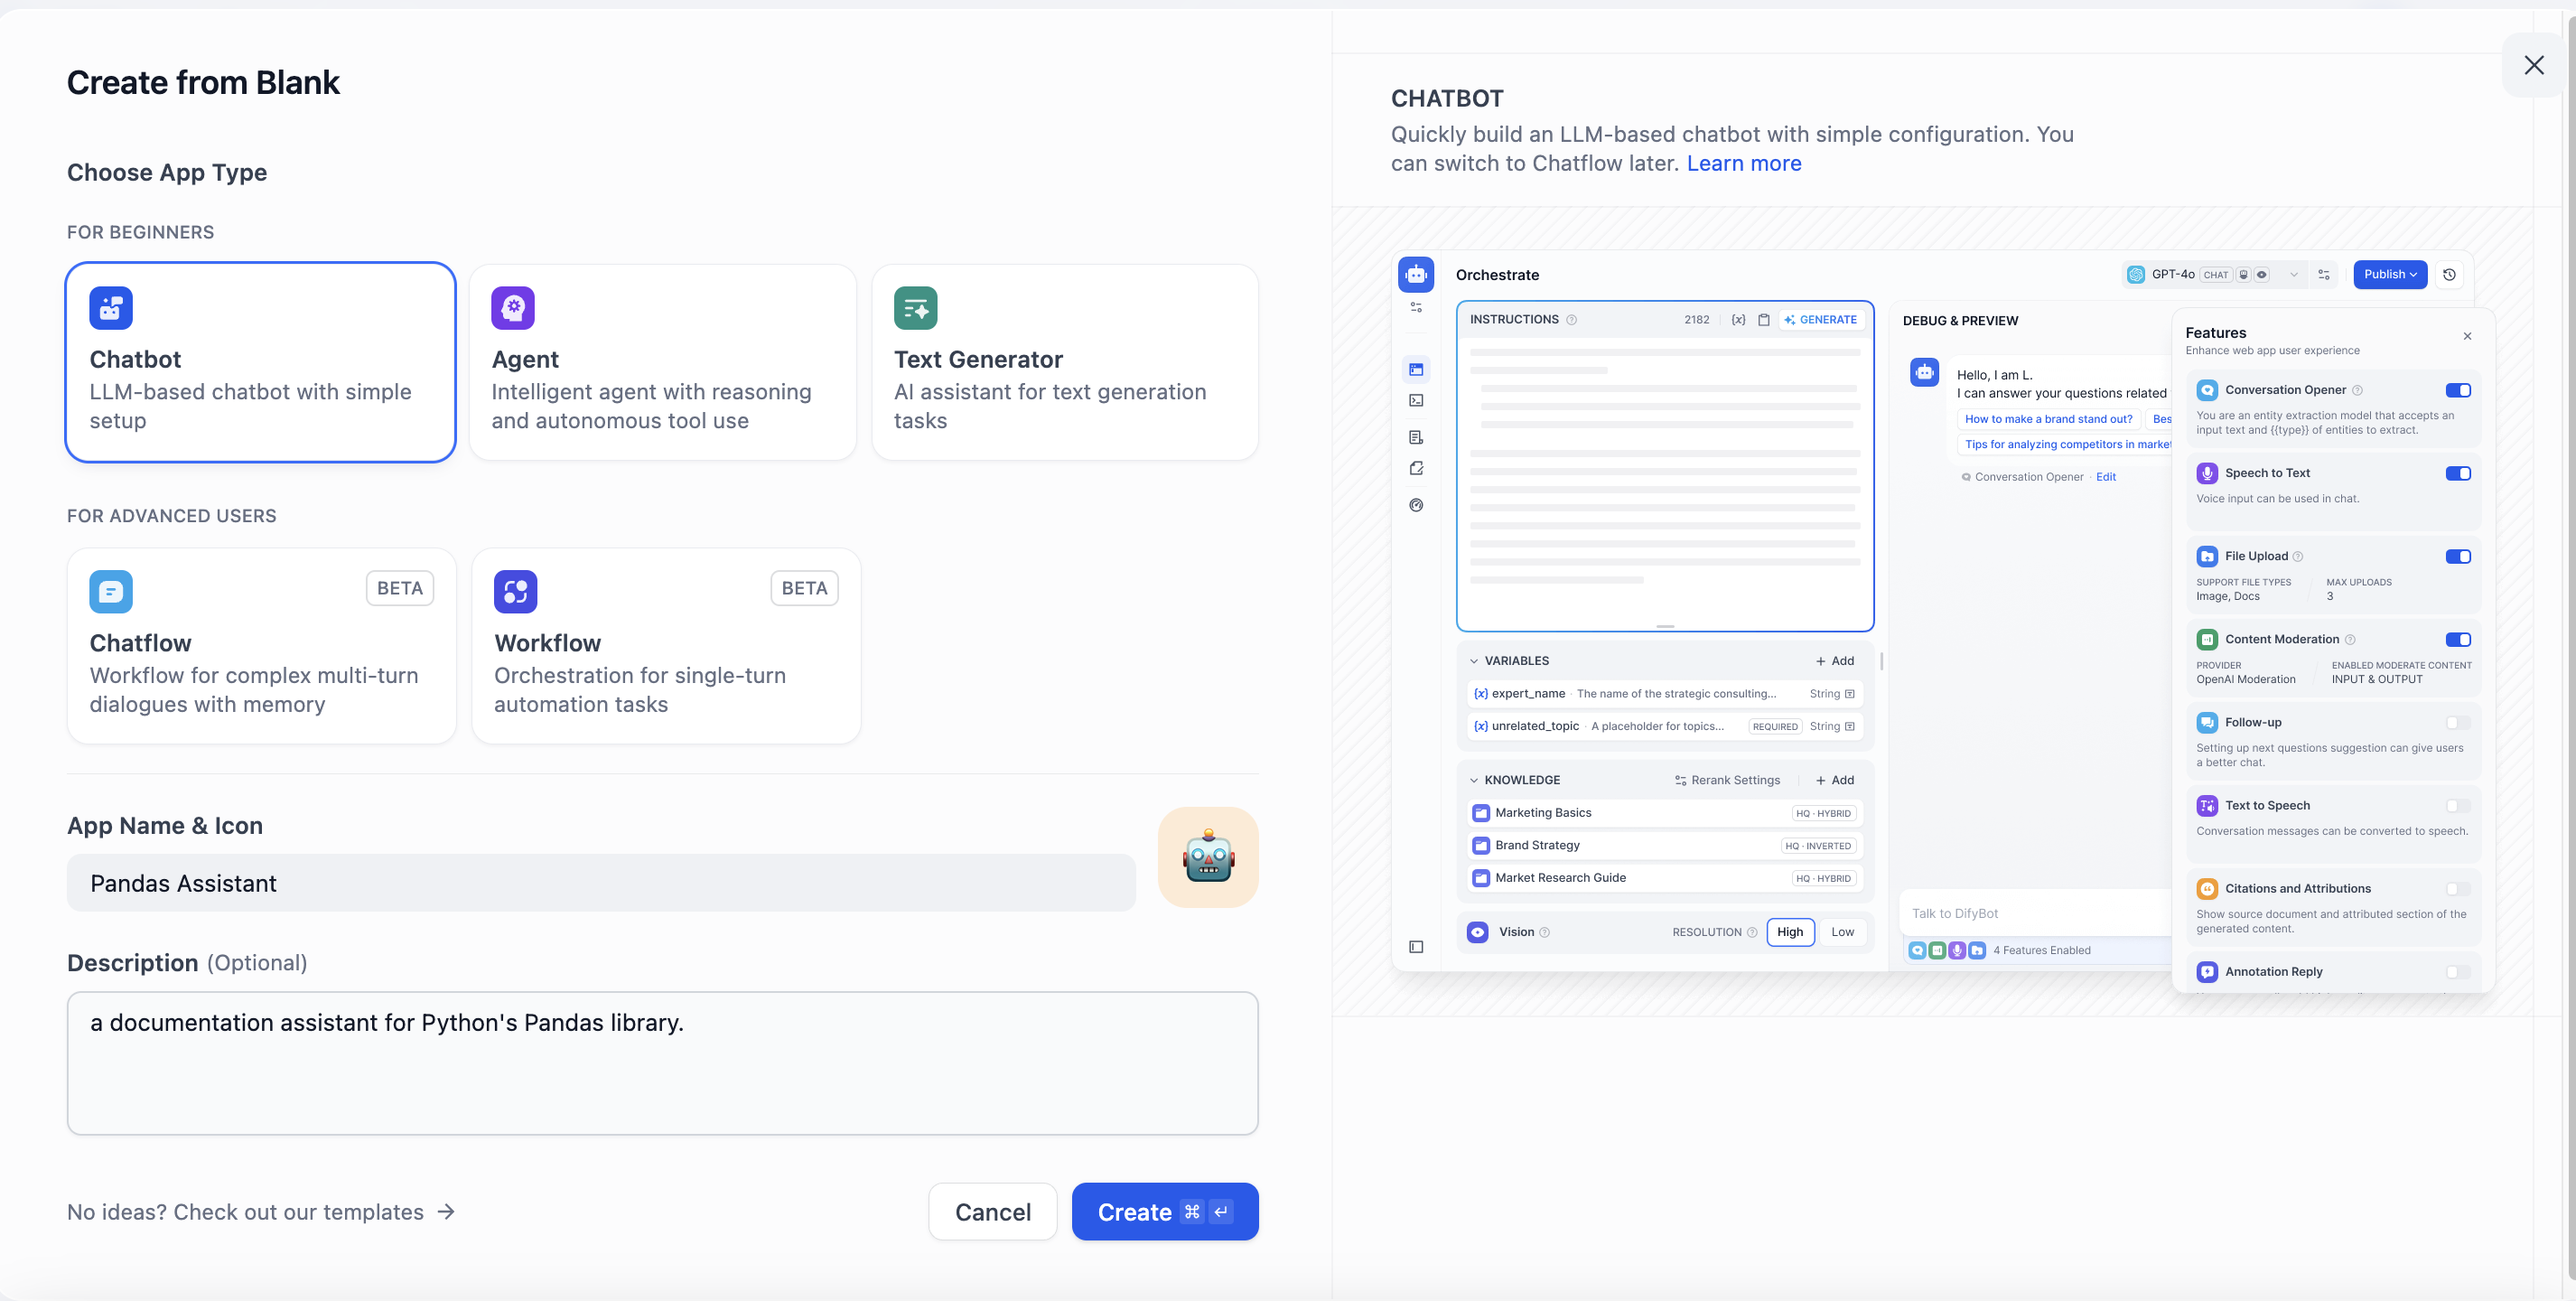 Create from Blank
Choose App Type
FOR BEGINNERS
Chatbot
LLM-based chatbot with simple
setup
Agent
Intelligent agent with reasoning
and autonomous tool use
Text Generator
AI assistant for text generation
tasks
FOR ADVANCED USERS
BETA
Chatflow
Workflow for complex multi-turn
dialogues with memory
BETA
Workflow
Orchestration for single-turn
automation tasks
App Name & Icon
Pandas Assistant
Description (Optional)
a documentation assistant for Python's Pandas library.
No ideas? Check out our templates →
Cancel
Create ⌘ ↵
CHATBOT
Quickly build an LLM-based chatbot with simple configuration. You
can switch to Chatflow later. Learn more
Orchestrate
GPT-4o CHAT
Publish
INSTRUCTIONS 2182 {x} GENERATE
VARIABLES + Add
{x} expert_name · The name of the strategic consulting... String
{x} unrelated_topic · A placeholder for topics... REQUIRED String
KNOWLEDGE Rerank Settings + Add
Marketing Basics HQ · HYBRID
Brand Strategy HQ · INVERTED
Market Research Guide HQ · HYBRID
Vision RESOLUTION High Low
DEBUG & PREVIEW
Hello, I am L.
I can answer your questions related
How to make a brand stand out? Bes
Tips for analyzing competitors in market
Conversation Opener · Edit
Talk to DifyBot
4 Features Enabled
Features
Enhance web app user experience
Conversation Opener
You are an entity extraction model that accepts an
input text and {{type}} of entities to extract.
Speech to Text
Voice input can be used in chat.
File Upload
SUPPORT FILE TYPES MAX UPLOADS
Image, Docs 3
Content Moderation
PROVIDER ENABLED MODERATE CONTENT
OpenAI Moderation INPUT & OUTPUT
Follow-up
Setting up next questions suggestion can give users
a better chat.
Text to Speech
Conversation messages can be converted to speech.
Citations and Attributions
Show source document and attributed section of the
generated content.
Annotation Reply